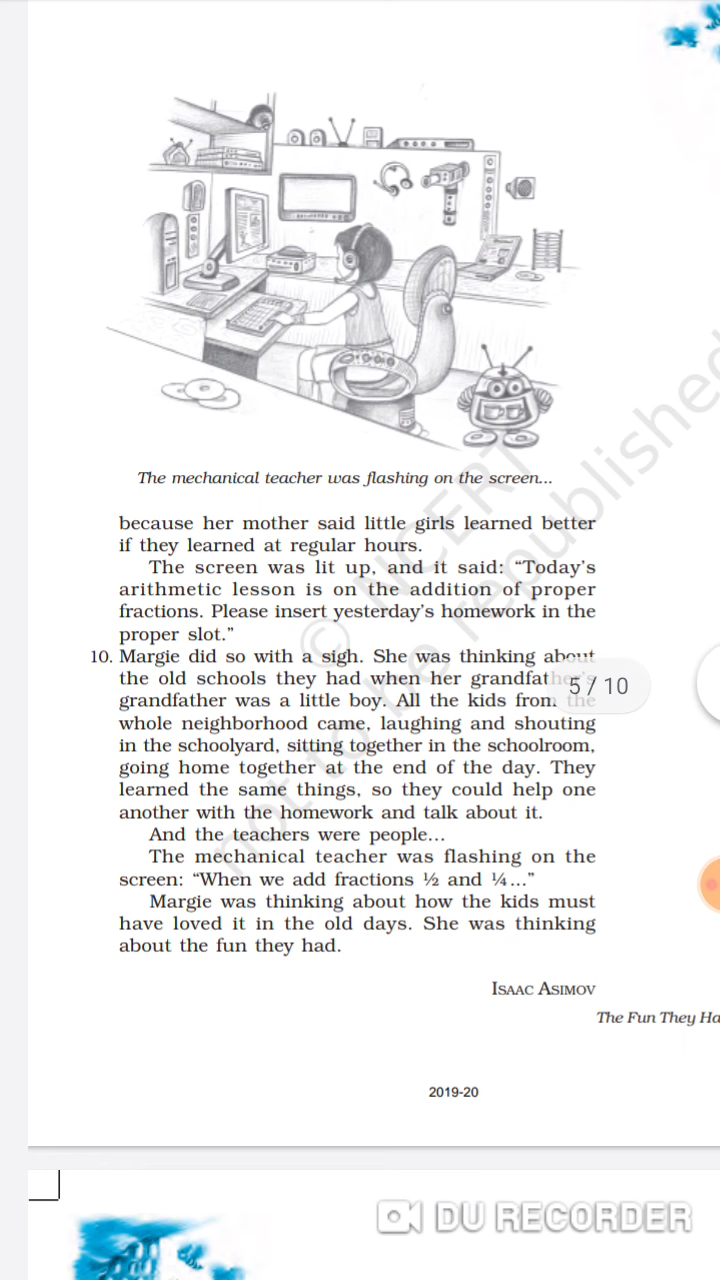 The mechanical teacher was flashing on the screen...
because her mother said little girls learned better
if they learned at regular hours.
The screen was lit up, and it said: “Today’s
arithmetic lesson is on the addition of proper
fractions. Please insert yesterday’s homework in the
proper slot.”
10. Margie did so with a sigh. She was thinking about
the old schools they had when her grandfather’s
5 / 10
grandfather was a little boy. All the kids from the
whole neighborhood came, laughing and shouting
in the schoolyard, sitting together in the schoolroom,
going home together at the end of the day. They
learned the same things, so they could help one
another with the homework and talk about it.
And the teachers were people...
The mechanical teacher was flashing on the
screen: “When we add fractions ½ and ¼...”
Margie was thinking about how the kids must
have loved it in the old days. She was thinking
about the fun they had.
ISAAC ASIMOV
The Fun They Ha
2019-20
© NCERT
not to be republished
DU RECORDER